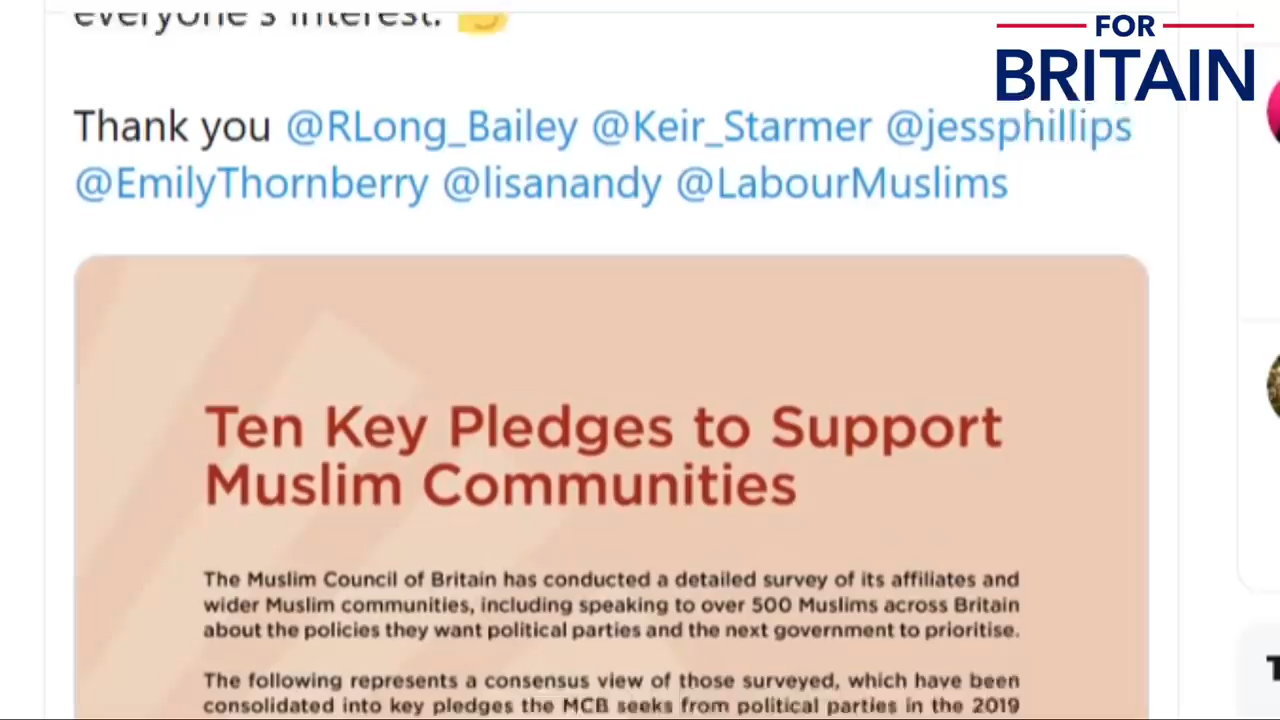 everyone's interest.
FOR
BRITAIN
Thank you @RLong_Bailey @Keir_Starmer @jessphillips
@EmilyThornberry @lisanandy @LabourMuslims
Ten Key Pledges to Support
Muslim Communities
The Muslim Council of Britain has conducted a detailed survey of its affiliates and
wider Muslim communities, including speaking to over 500 Muslims across Britain
about the policies they want political parties and the next government to prioritise.
The following represents a consensus view of those surveyed, which have been
consolidated into key pledges the MCB seeks from political parties in the 2019